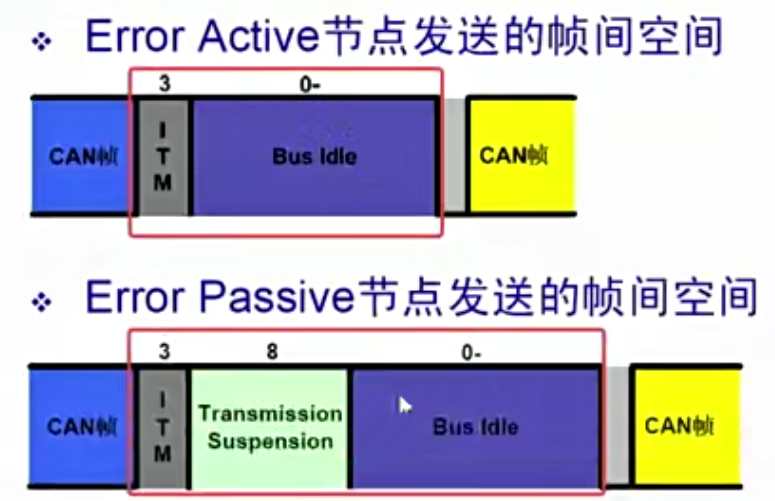 ❖ Error Active节点发送的帧间空间
3 0-
CAN帧 ITM Bus Idle CAN帧
❖ Error Passive节点发送的帧间空间
3 8 0-
CAN帧 ITM Transmission Suspension Bus Idle CAN帧